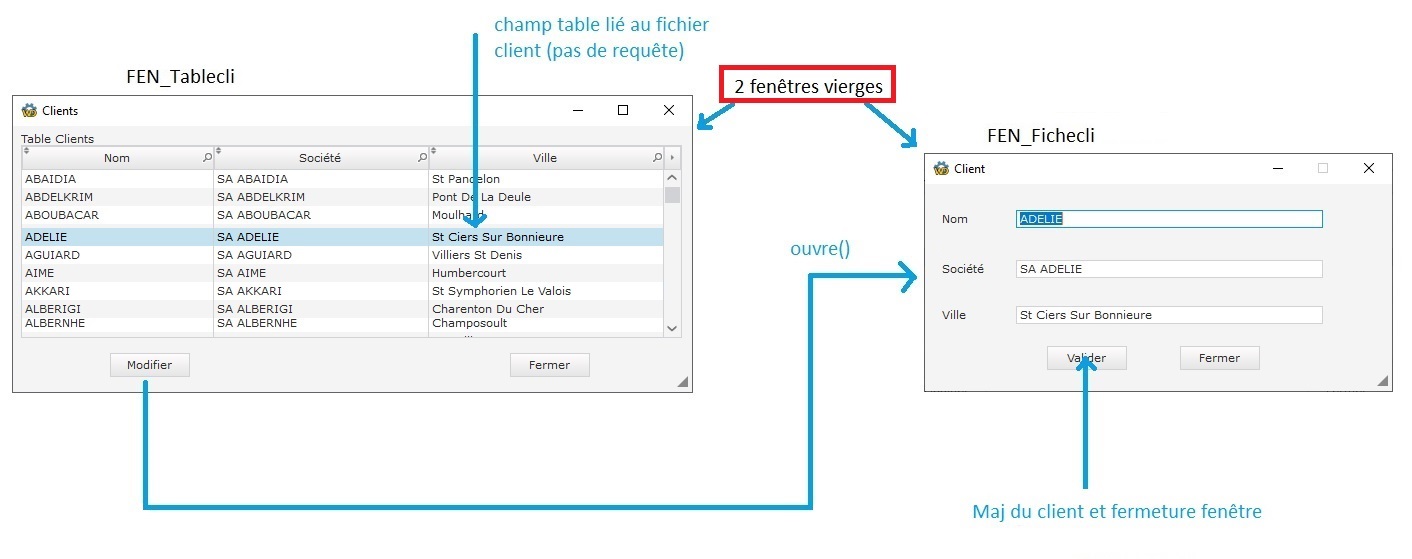 champ table lié au fichier
client (pas de requête)
FEN_Tablecli
2 fenêtres vierges
Clients
Table Clients
Nom Société Ville
ABAIDIA SA ABAIDIA St Pandelon
ABDELKRIM SA ABDELKRIM Pont De La Deule
ABOUBACAR SA ABOUBACAR
ADELIE SA ADELIE St Ciers Sur Bonnieure
AGUIARD SA AGUIARD Villiers St Denis
AIME SA AIME Humbercourt
AKKARI SA AKKARI St Symphorien Le Valois
ALBERIGI SA ALBERIGI Charenton Du Cher
ALBERNHE SA ALBERNHE Champosoult
Modifier Fermer
ouvre()
FEN_Fichecli
Client
Nom ADELIE
Société SA ADELIE
Ville St Ciers Sur Bonnieure
Valider Fermer
Maj du client et fermeture fenêtre